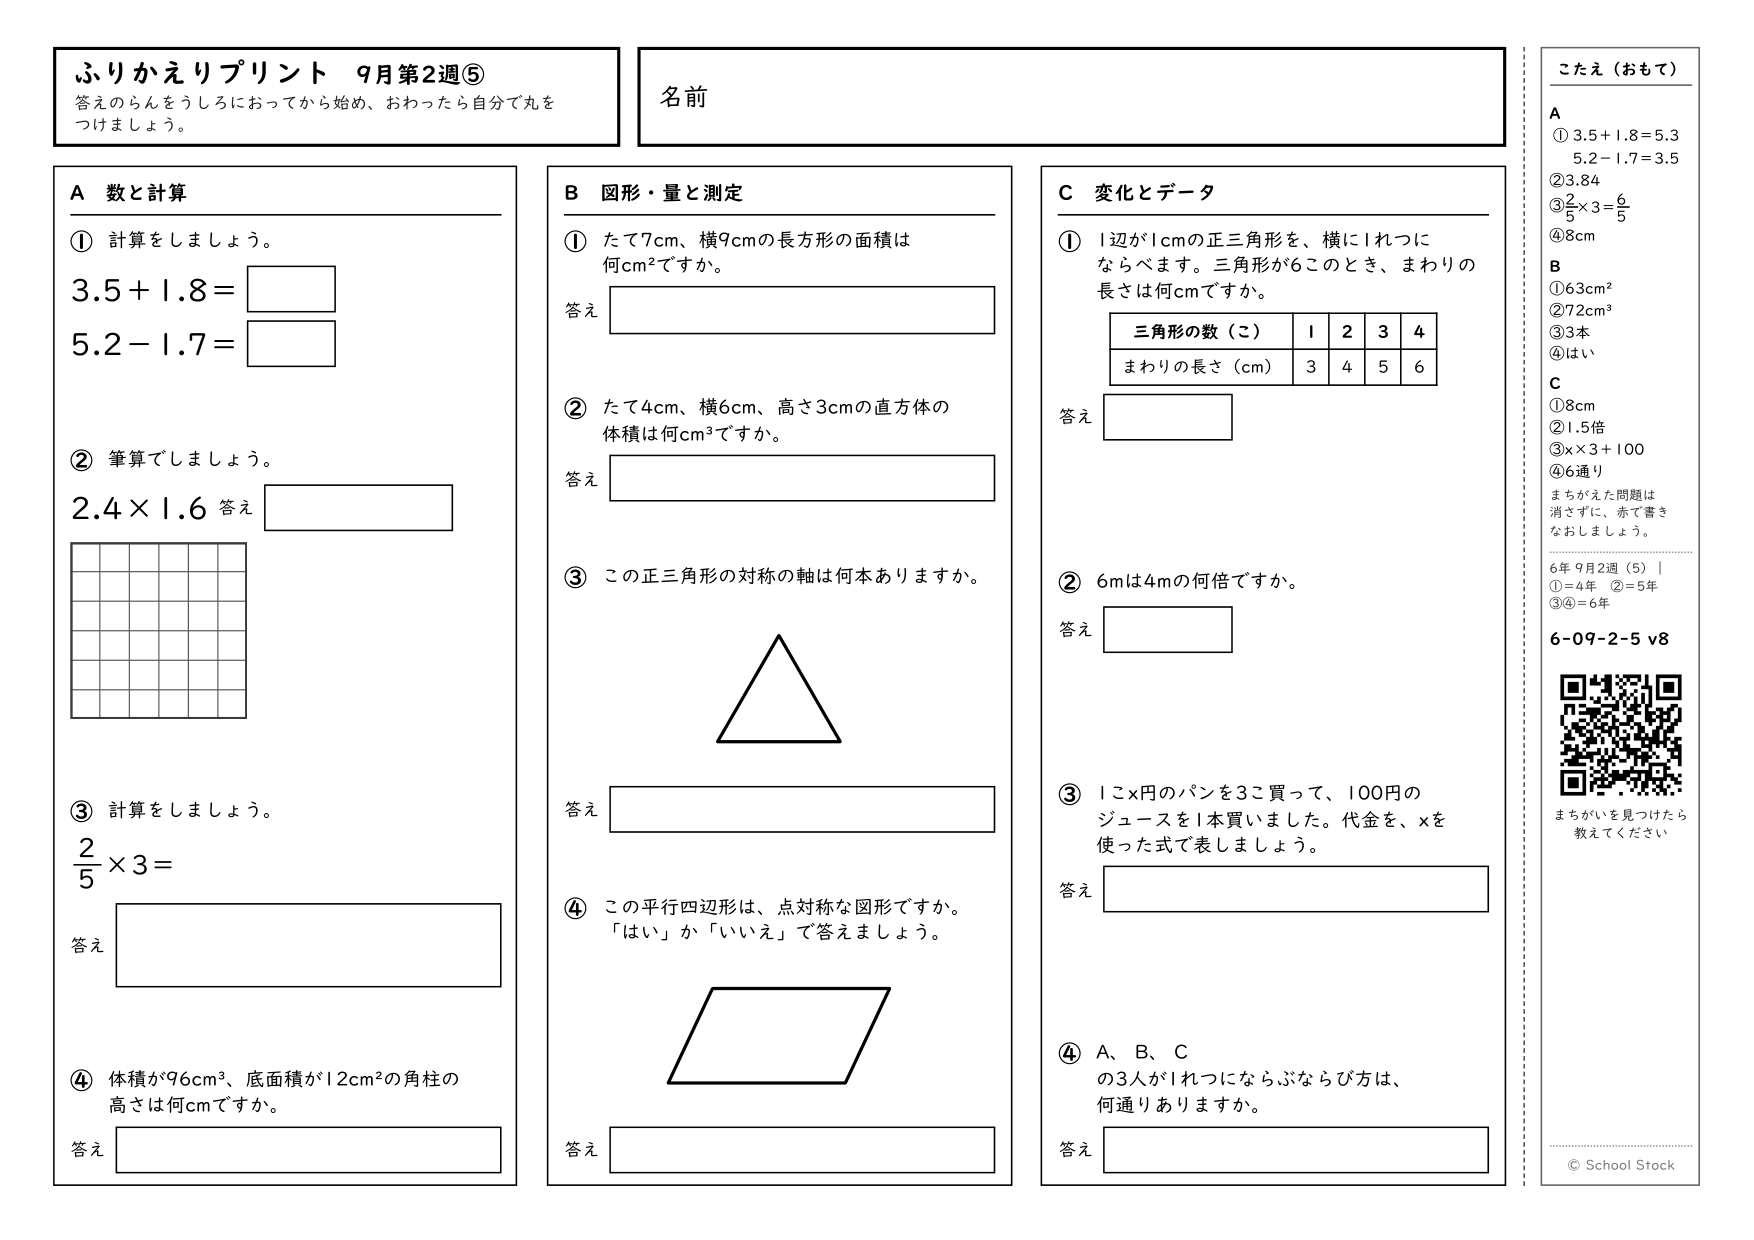 ふりかえりプリント　9月第2週⑤
答えのらんをうしろにおってから始め、おわったら自分で丸を
つけましょう。
名前
A　数と計算
① 計算をしましょう。
3.5＋1.8＝
5.2－1.7＝
② 筆算でしましょう。
2.4×1.6 答え
③ 計算をしましょう。
2/5×3＝
答え
④ 体積が96cm³、底面積が12cm²の角柱の
高さは何cmですか。
答え
B　図形・量と測定
① たて7cm、横9cmの長方形の面積は
何cm²ですか。
答え
② たて4cm、横6cm、高さ3cmの直方体の
体積は何cm³ですか。
答え
③ この正三角形の対称の軸は何本ありますか。
答え
④ この平行四辺形は、点対称な図形ですか。
「はい」か「いいえ」で答えましょう。
答え
C　変化とデータ
① 1辺が1cmの正三角形を、横に1れつに
ならべます。三角形が6このとき、まわりの
長さは何cmですか。
三角形の数（こ） 1 2 3 4
まわりの長さ（cm） 3 4 5 6
答え
② 6mは4mの何倍ですか。
答え
③ 1こx円のパンを3こ買って、100円の
ジュースを1本買いました。代金を、xを
使った式で表しましょう。
答え
④ A、 B、 C
の3人が1れつにならぶならび方は、
何通りありますか。
答え
こたえ（おもて）
A
① 3.5＋1.8＝5.3
5.2－1.7＝3.5
②3.84
③2/5×3＝6/5
④8cm
B
①63cm²
②72cm³
③3本
④はい
C
①8cm
②1.5倍
③x×3＋100
④6通り
まちがえた問題は
消さずに、赤で書き
なおしましょう。
6年 9月2週（5）｜
①＝4年　②＝5年
③④＝6年
6-09-2-5 v8
まちがいを見つけたら
教えてください
© School Stock